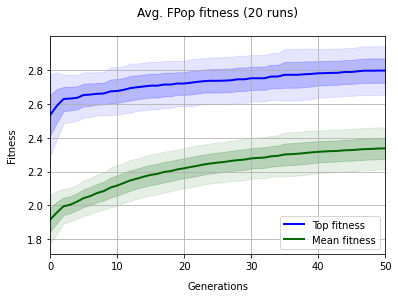 Avg. FPop fitness (20 runs)
Fitness
2.8
2.6
2.4
2.2
2.0
1.8
0 10 20 30 40 50
Generations
Top fitness
Mean fitness